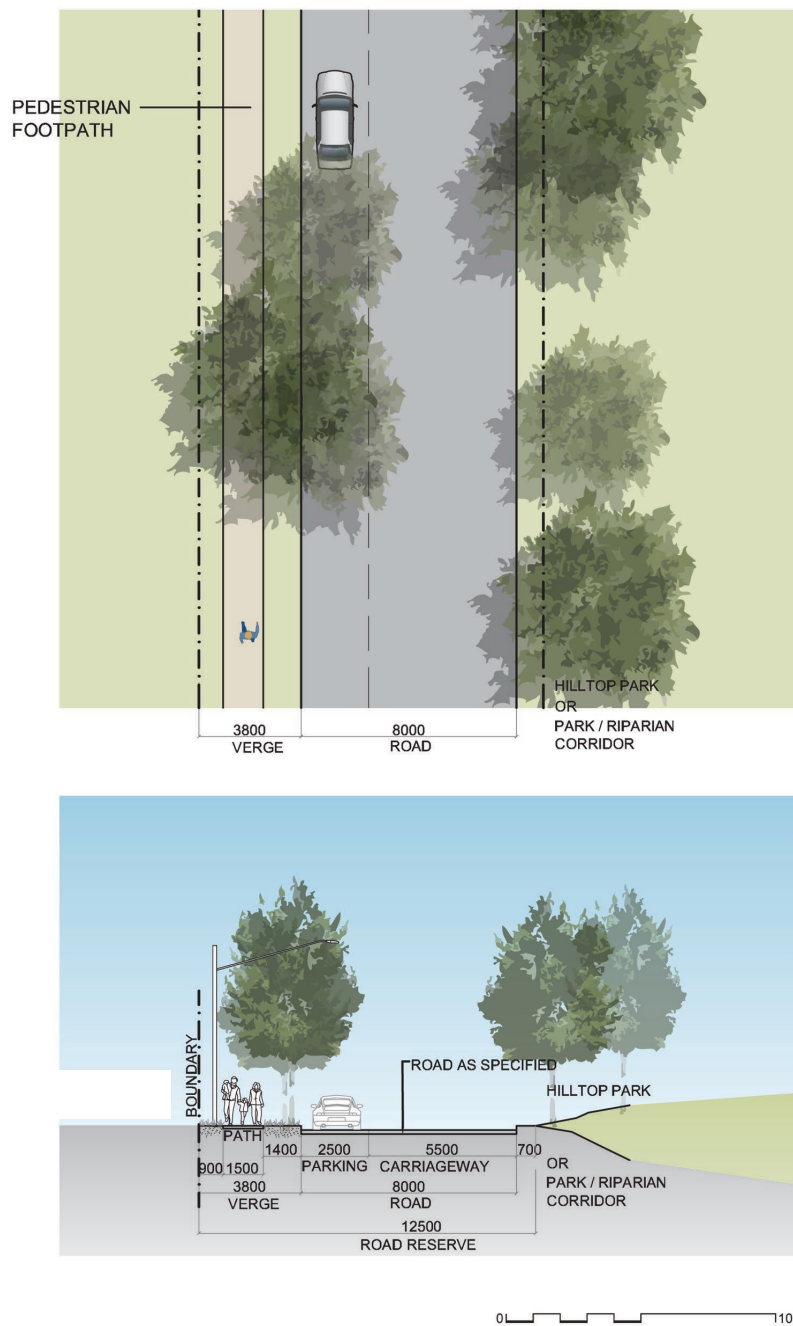 PEDESTRIAN
FOOTPATH
HILLTOP PARK
OR
PARK / RIPARIAN
CORRIDOR
3800
VERGE
8000
ROAD
BOUNDARY
ROAD AS SPECIFIED
HILLTOP PARK
PATH
900
1500
1400
2500
PARKING
5500
CARRIAGEWAY
700
OR
PARK / RIPARIAN
CORRIDOR
3800
VERGE
8000
ROAD
12500
ROAD RESERVE
0
10